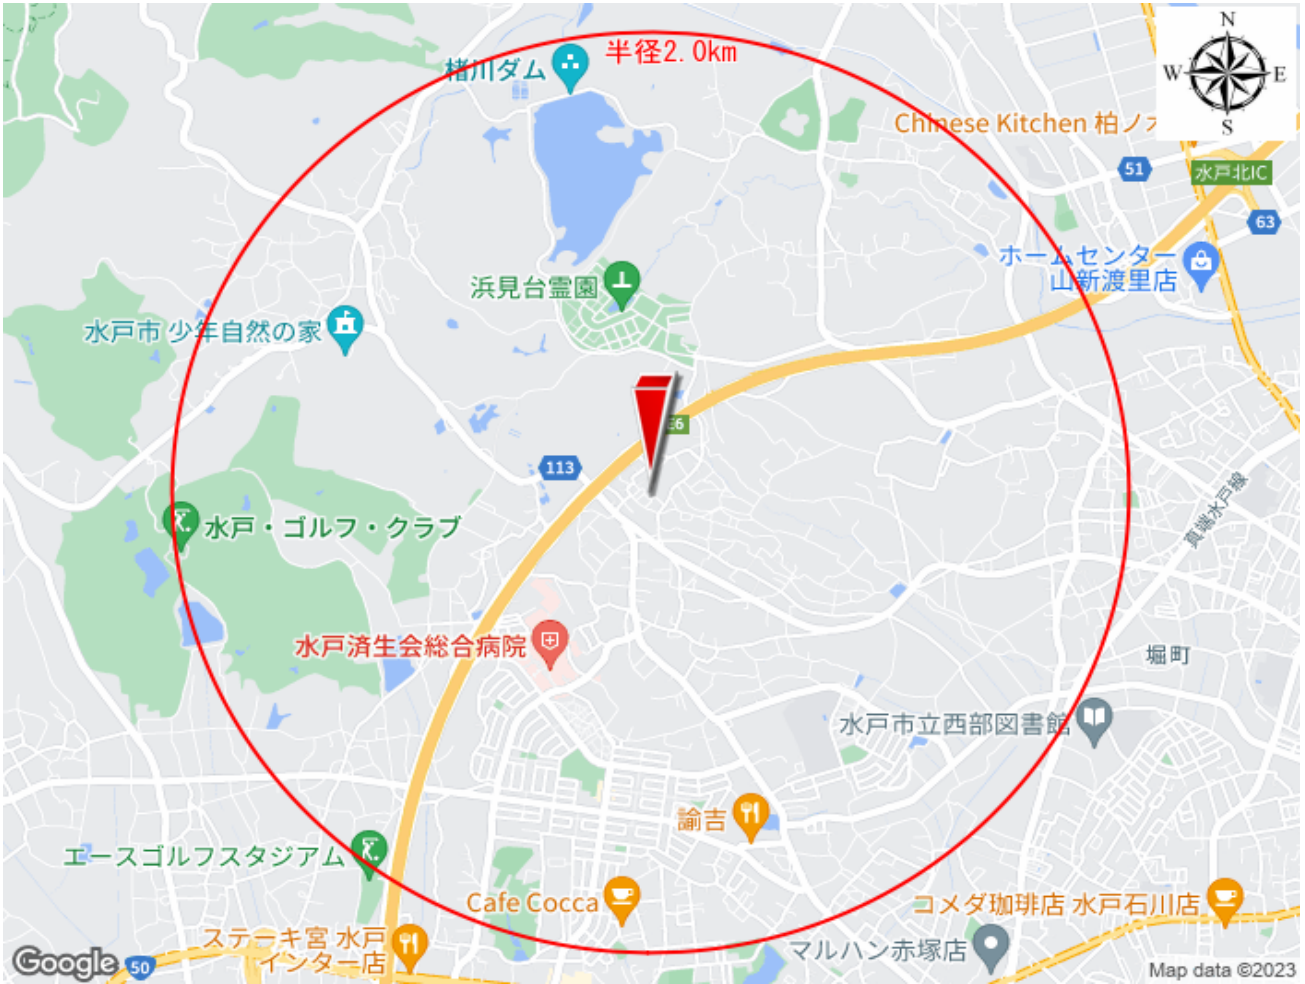 半径2.0km
楮川ダム
N
W
E
S
Chinese Kitchen 柏ノ木
51
水戸北IC
63
ホームセンター
山新渡里店
浜見台霊園
水戸市 少年自然の家
E6
113
水戸・ゴルフ・クラブ
真端水戸線
水戸済生会総合病院
堀町
水戸市立西部図書館
諭吉
エースゴルフスタジアム
Cafe Cocca
コメダ珈琲店 水戸石川店
ステーキ宮 水戸
インター店
マルハン赤塚店
Google
50
Map data ©2023